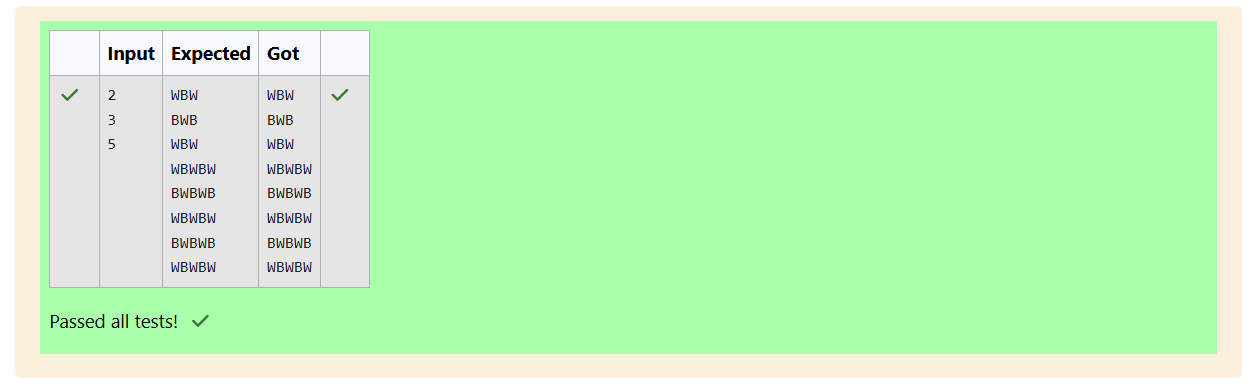 Input Expected Got
2 WBW WBW
3 BWB BWB
5 WBW WBW
WBWBW WBWBW
BWBWB BWBWB
WBWBW WBWBW
BWBWB BWBWB
WBWBW WBWBW
Passed all tests!